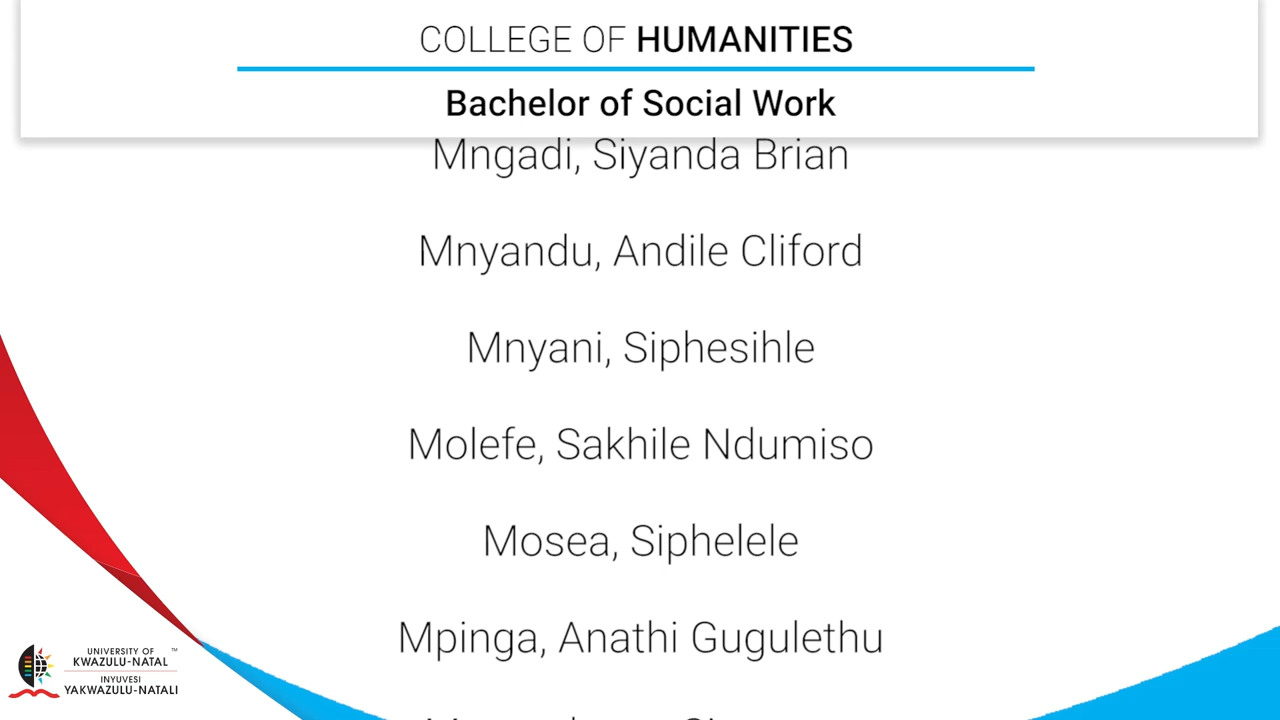 COLLEGE OF HUMANITIES
Bachelor of Social Work
Mngadi, Siyanda Brian
Mnyandu, Andile Cliford
Mnyani, Siphesihle
Molefe, Sakhile Ndumiso
Mosea, Siphelele
Mpinga, Anathi Gugulethu
UNIVERSITY OF ™
KWAZULU-NATAL
INYUVESI
YAKWAZULU-NATALI